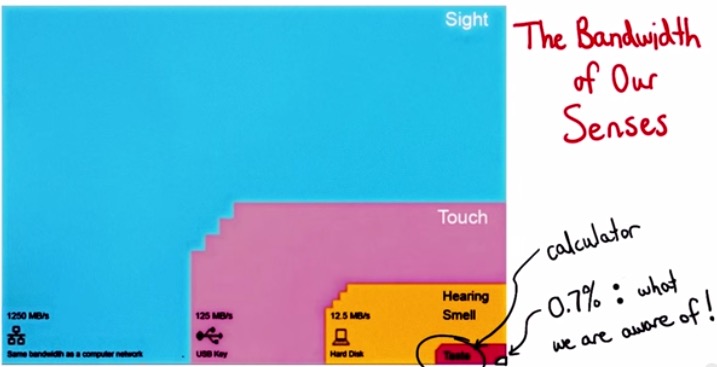 Sight
The Bandwidth
of Our
Senses
Touch
calculator
Hearing
Smell
0.7% : what
we are aware of!
1250 MB/s
125 MB/s
12.5 MB/s
Same bandwidth as a computer network
USB Key
Hard Disk
Taste